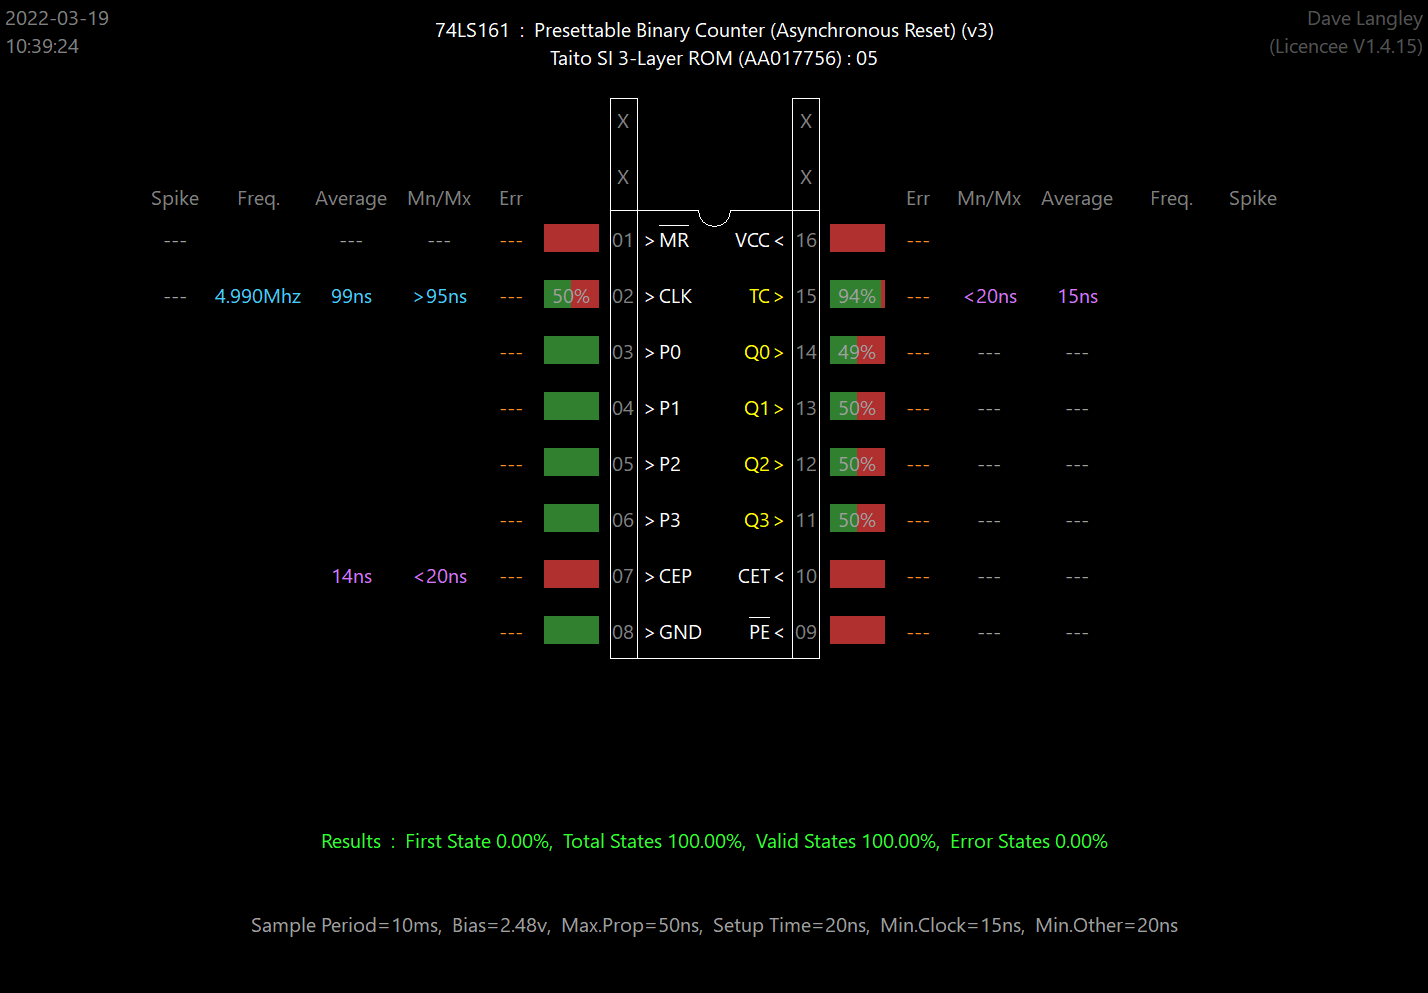 2022-03-19
10:39:24
74LS161 : Presettable Binary Counter (Asynchronous Reset) (v3)
Taito SI 3-Layer ROM (AA017756) : 05
Dave Langley
(Licencee V1.4.15)
X X
X X
Spike Freq. Average Mn/Mx Err Err Mn/Mx Average Freq. Spike
--- --- --- --- 01 >MR VCC< 16 ---
--- 4.990Mhz 99ns >95ns --- 50% 02 >CLK TC> 15 94% --- <20ns 15ns
--- 03 >P0 Q0> 14 49% --- --- ---
--- 04 >P1 Q1> 13 50% --- --- ---
--- 05 >P2 Q2> 12 50% --- --- ---
--- 06 >P3 Q3> 11 50% --- --- ---
14ns <20ns --- 07 >CEP CET< 10 --- --- ---
--- 08 >GND PE< 09 --- --- ---
Results : First State 0.00%, Total States 100.00%, Valid States 100.00%, Error States 0.00%
Sample Period=10ms, Bias=2.48v, Max.Prop=50ns, Setup Time=20ns, Min.Clock=15ns, Min.Other=20ns